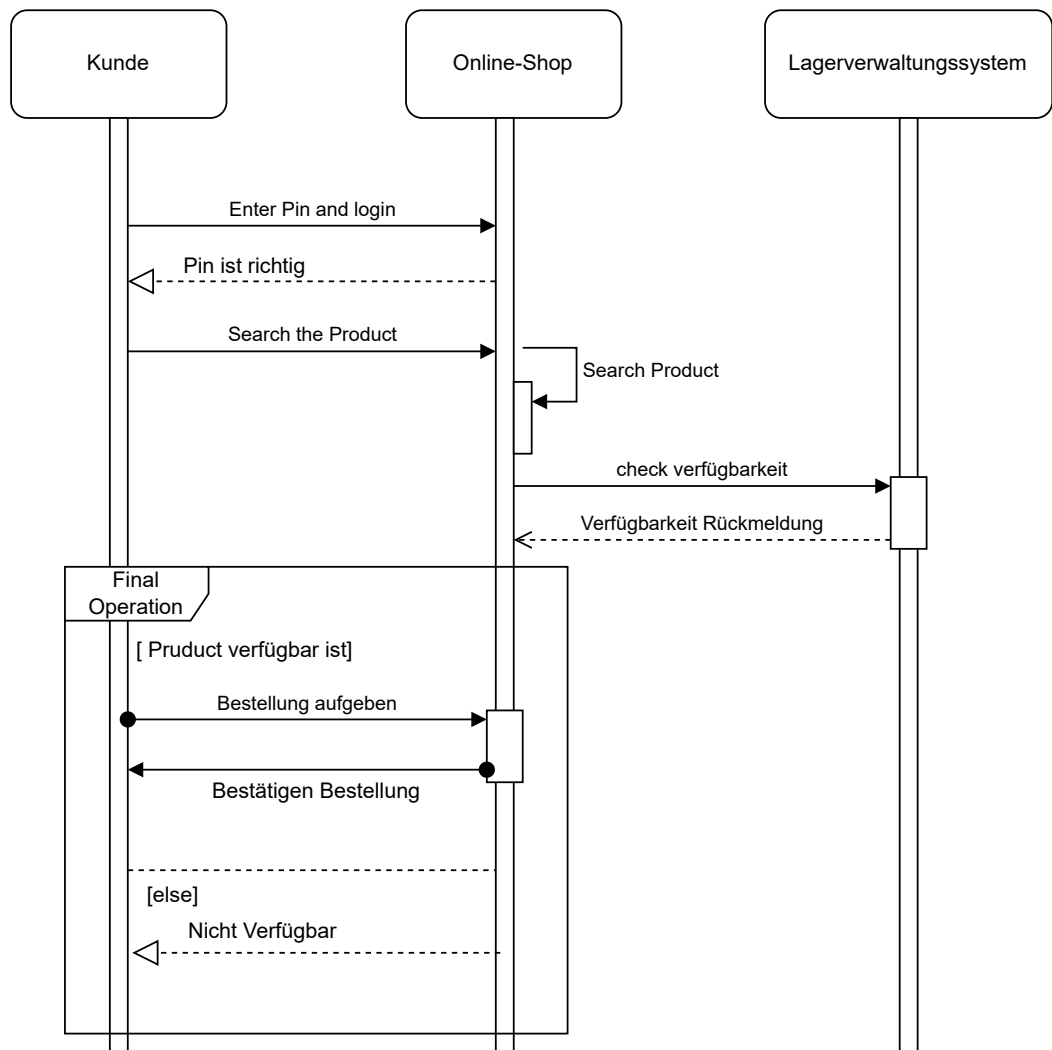 Kunde
Online-Shop
Lagerverwaltungssystem
Enter Pin and login
Pin ist richtig
Search the Product
Search Product
check verfügbarkeit
Verfügbarkeit Rückmeldung
Final
Operation
[ Pruduct verfügbar ist]
Bestellung aufgeben
Bestätigen Bestellung
[else]
Nicht Verfügbar